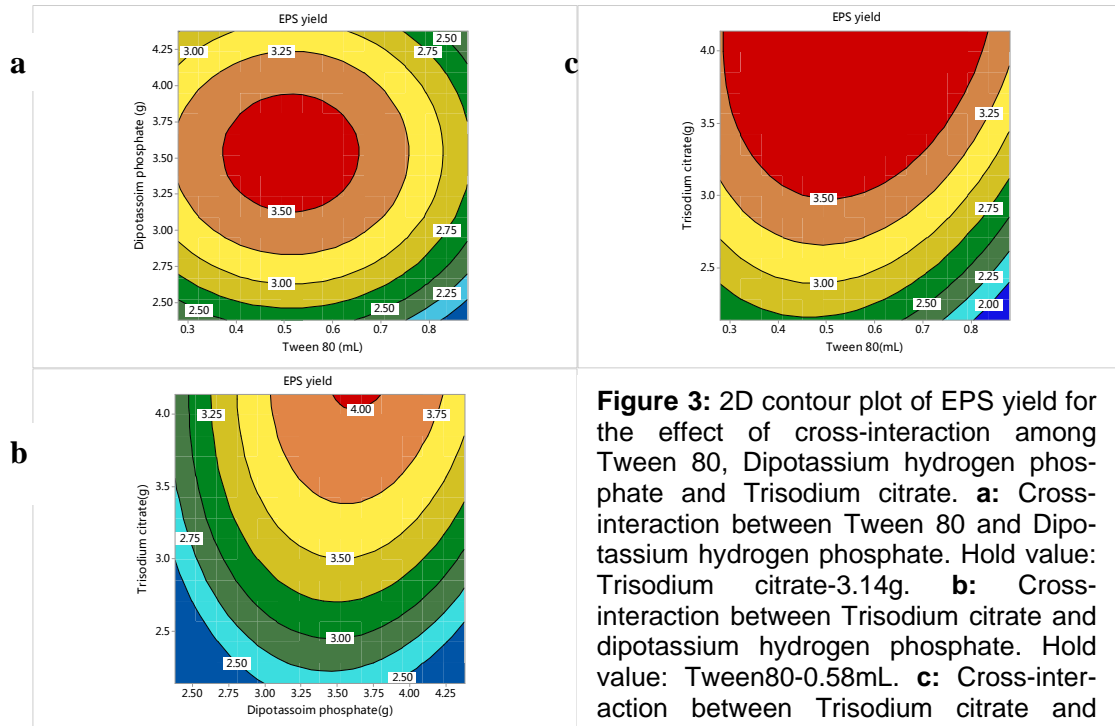 EPS yield
a
4.25
4.00
3.75
3.50
3.25
3.00
2.75
2.50
Dipotassoim phosphate (g)
3.00
3.25
2.50
2.75
3.50
2.75
3.00
2.25
2.50
2.50
0.3 0.4 0.5 0.6 0.7 0.8
Tween 80 (mL)
EPS yield
c
4.0
3.5
3.0
2.5
Trisodium citrate(g)
3.25
3.50
2.75
3.00
2.25
2.50
2.00
0.3 0.4 0.5 0.6 0.7 0.8
Tween 80(mL)
EPS yield
b
4.0
3.5
3.0
2.5
Trisodium citrate(g)
3.25
4.00
3.75
2.75
3.50
3.00
2.50
2.50
2.50 2.75 3.00 3.25 3.50 3.75 4.00 4.25
Dipotassoim phosphate(g)
Figure 3: 2D contour plot of EPS yield for
the effect of cross-interaction among
Tween 80, Dipotassium hydrogen phos-
phate and Trisodium citrate. a: Cross-
interaction between Tween 80 and Dipo-
tassium hydrogen phosphate. Hold value:
Trisodium citrate-3.14g. b: Cross-
interaction between Trisodium citrate and
dipotassium hydrogen phosphate. Hold
value: Tween80-0.58mL. c: Cross-inter-
action between Trisodium citrate and